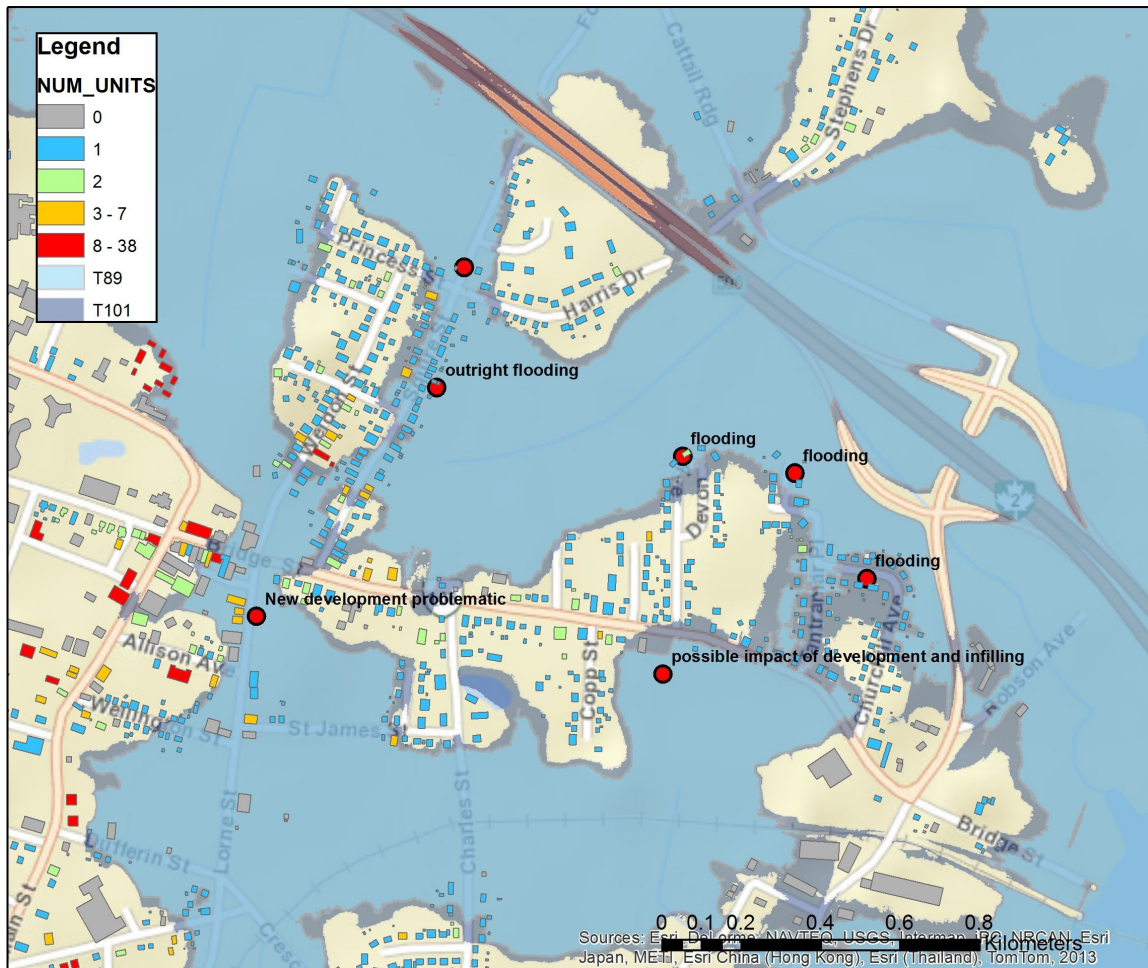 Legend
NUM_UNITS
0
1
2
3 - 7
8 - 38
T89
T101
Cattail Rdg
Stephens Dr
Princess St
Harris Dr
outright flooding
Weldon St
flooding
flooding
Devon
flooding
Bridge St
New development problematic
Allison Ave
Wellington St
Copp St
possible impact of development and infilling
Church Ave
Robson Ave
St James St
2
Lorne St
Charles St
Dufferin St
Bridge St
0 0.1 0.2 0.4 0.6 0.8
Kilometers
Sources: Esri, DeLorme, NAVTEQ, USGS, Intermap, iPC, NRCAN, Esri
Japan, METI, Esri China (Hong Kong), Esri (Thailand), TomTom, 2013